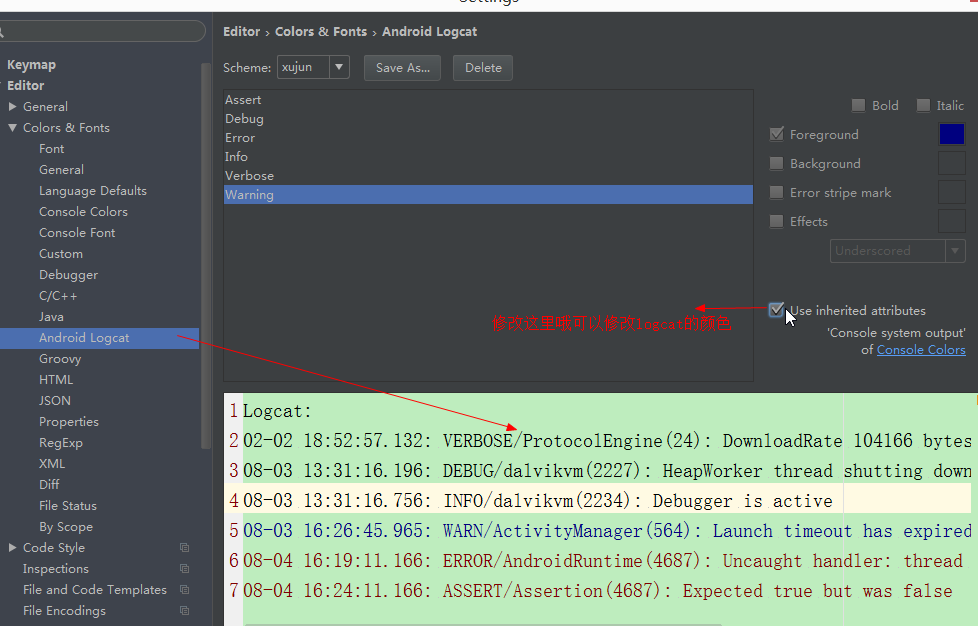 Settings
Editor › Colors & Fonts › Android Logcat
Scheme: xujun Save As... Delete
Keymap
Editor
General
Colors & Fonts
Font
General
Language Defaults
Console Colors
Console Font
Custom
Debugger
C/C++
Java
Android Logcat
Groovy
HTML
JSON
Properties
RegExp
XML
Diff
File Status
By Scope
Code Style
Inspections
File and Code Templates
File Encodings
Assert
Debug
Error
Info
Verbose
Warning
Bold Italic
Foreground
Background
Error stripe mark
Effects
Underscored
修改这里哦可以修改logcat的颜色
Use inherited attributes
'Console system output'
of Console Colors
1 Logcat:
2 02-02 18:52:57.132: VERBOSE/ProtocolEngine(24): DownloadRate 104166 bytes
3 08-03 13:31:16.196: DEBUG/dalvikvm(2227): HeapWorker thread shutting down
4 08-03 13:31:16.756: INFO/dalvikvm(2234): Debugger is active
5 08-03 16:26:45.965: WARN/ActivityManager(564): Launch timeout has expired
6 08-04 16:19:11.166: ERROR/AndroidRuntime(4687): Uncaught handler: thread
7 08-04 16:24:11.166: ASSERT/Assertion(4687): Expected true but was false